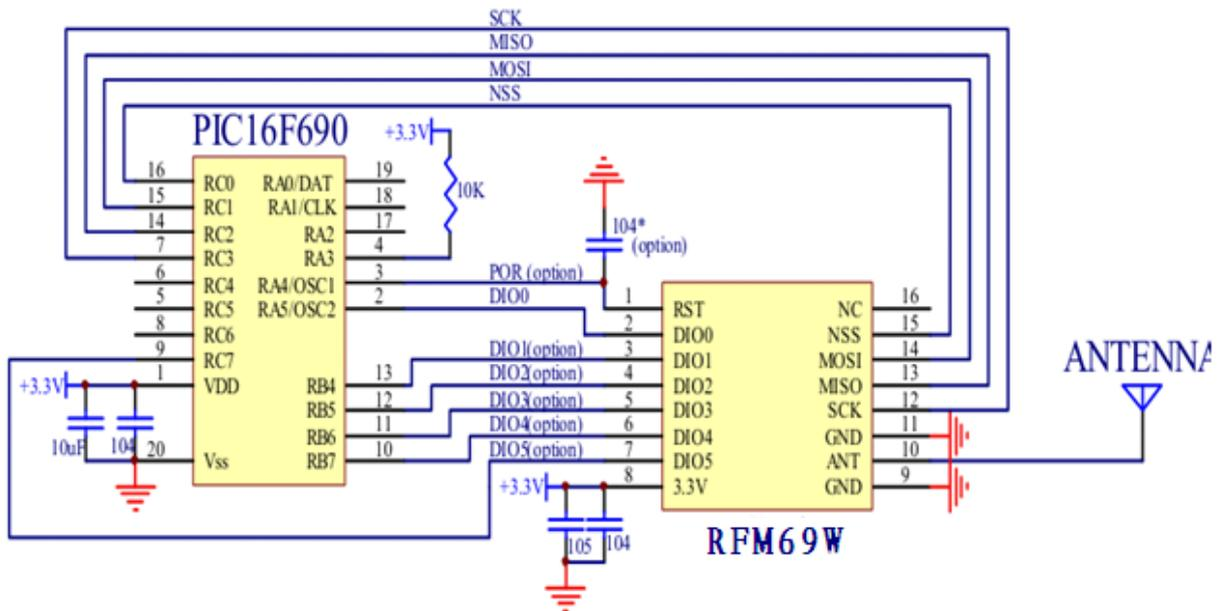 SCK
MISO
MOSI
NSS
PIC16F690
+3.3V
10K
16 RC0 RA0/DAT 19
15 RC1 RA1/CLK 18
14 RC2 RA2 17
7 RC3 RA3 4
6 RC4 RA4/OSC1 3
5 RC5 RA5/OSC2 2
8 RC6
9 RC7
1 VDD RB4 13
RB5 12
RB6 11
20 Vss RB7 10
+3.3V
10uF
104
104*
(option)
POR (option)
DIO0
DIO1(option)
DIO2(option)
DIO3(option)
DIO4(option)
DIO5(option)
1 RST NC 16
2 DIO0 NSS 15
3 DIO1 MOSI 14
4 DIO2 MISO 13
5 DIO3 SCK 12
6 DIO4 GND 11
7 DIO5 ANT 10
8 3.3V GND 9
+3.3V
105
104
RFM69W
ANTENNA